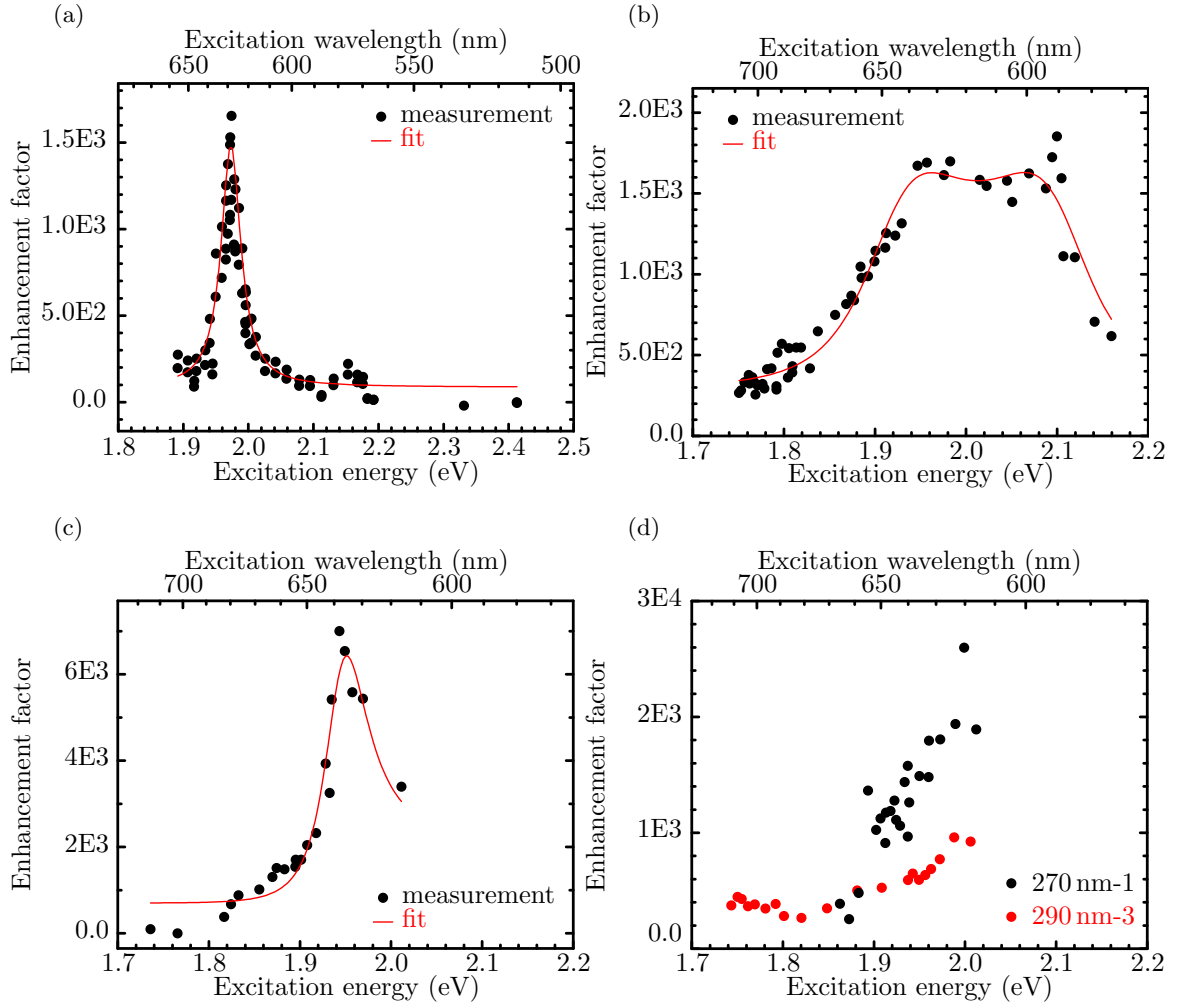 (a)
Excitation wavelength (nm)
650 600 550 500
1.5E3
1.0E3
5.0E2
0.0
Enhancement factor
measurement
fit
1.8 1.9 2.0 2.1 2.2 2.3 2.4 2.5
Excitation energy (eV)
(b)
Excitation wavelength (nm)
700 650 600
2.0E3
1.5E3
1.0E3
5.0E2
0.0
Enhancement factor
measurement
fit
1.7 1.8 1.9 2.0 2.1 2.2
Excitation energy (eV)
(c)
Excitation wavelength (nm)
700 650 600
6E3
4E3
2E3
0.0
Enhancement factor
measurement
fit
1.7 1.8 1.9 2.0 2.1 2.2
Excitation energy (eV)
(d)
Excitation wavelength (nm)
700 650 600
3E4
2E3
1E3
0.0
Enhancement factor
270 nm-1
290 nm-3
1.7 1.8 1.9 2.0 2.1 2.2
Excitation energy (eV)